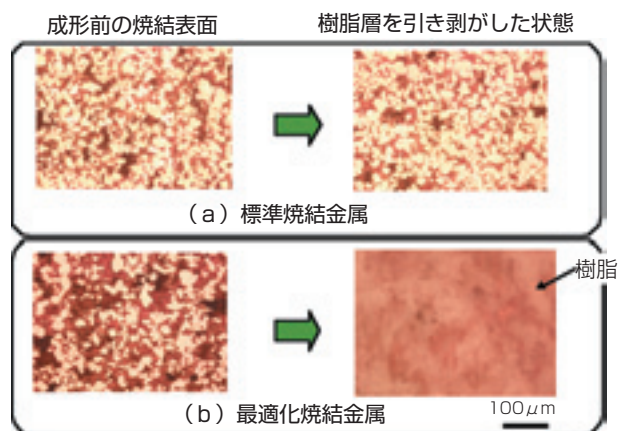 成形前の焼結表面
樹脂層を引き剥がした状態
（a）標準焼結金属
樹脂
（b）最適化焼結金属
100μm